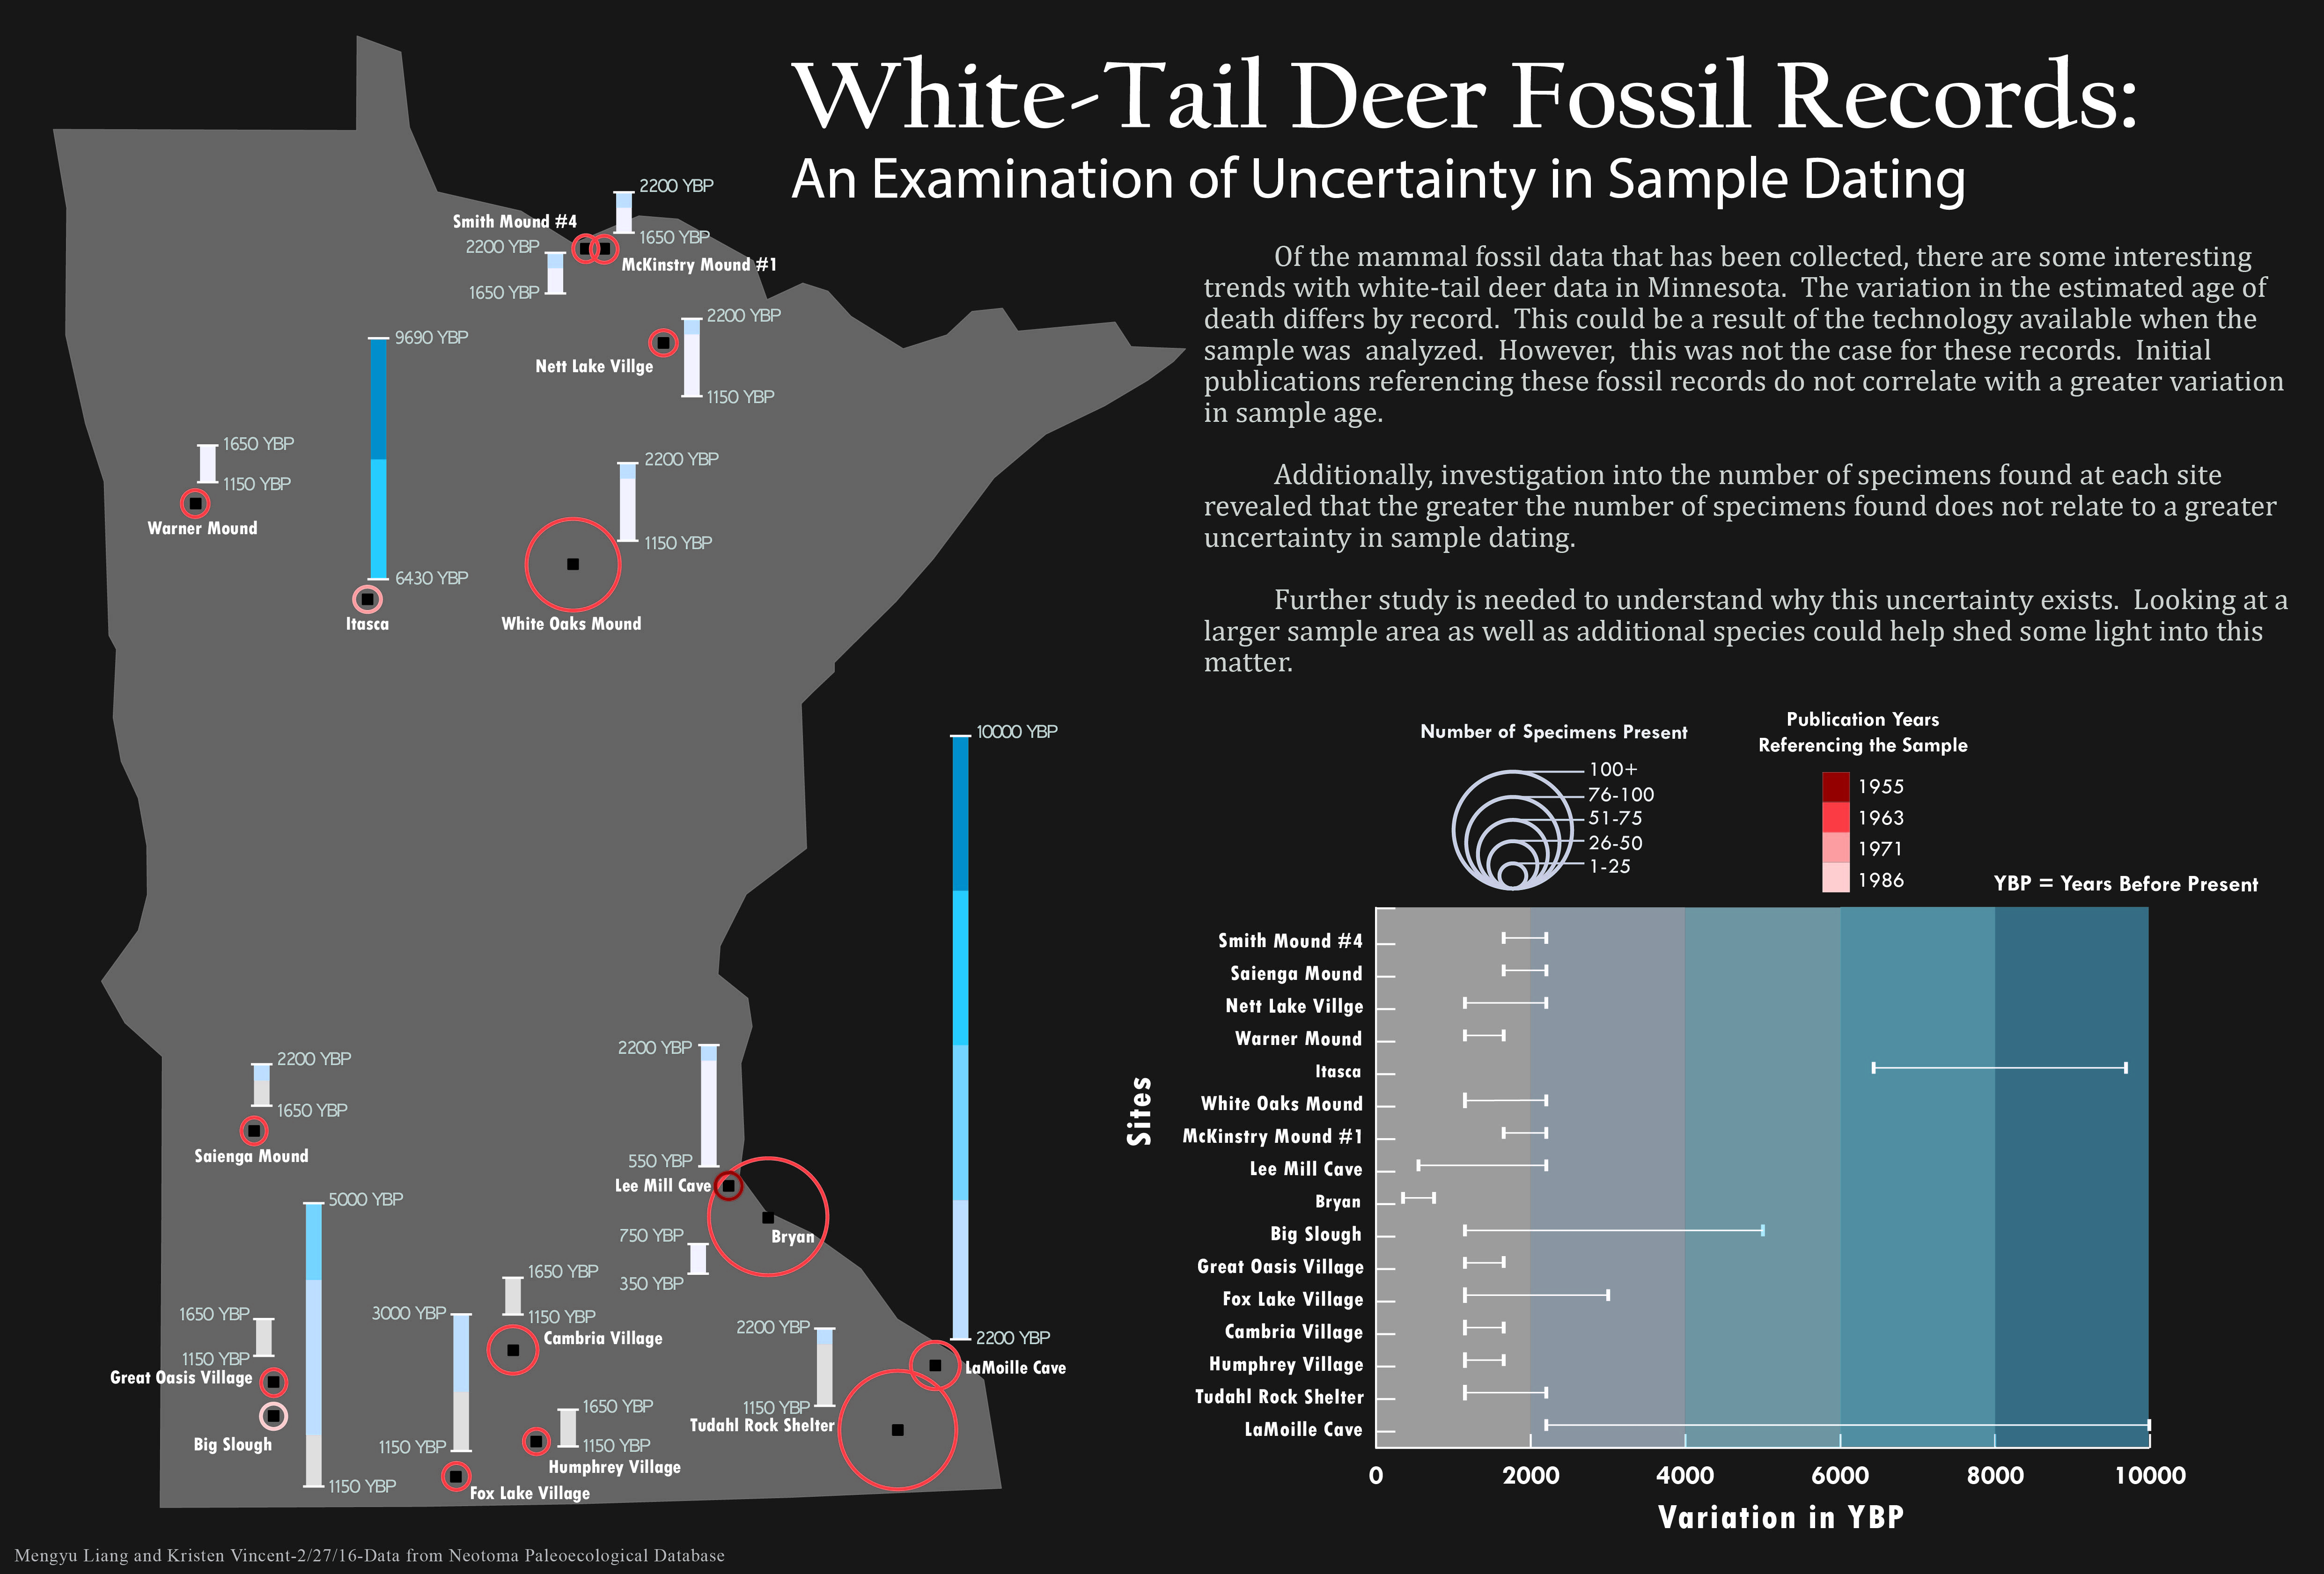 White-Tail Deer Fossil Records:
An Examination of Uncertainty in Sample Dating
Of the mammal fossil data that has been collected, there are some interesting
trends with white-tail deer data in Minnesota. The variation in the estimated age of
death differs by record. This could be a result of the technology available when the
sample was analyzed. However, this was not the case for these records. Initial
publications referencing these fossil records do not correlate with a greater variation
in sample age.
Additionally, investigation into the number of specimens found at each site
revealed that the greater the number of specimens found does not relate to a greater
uncertainty in sample dating.
Further study is needed to understand why this uncertainty exists. Looking at a
larger sample area as well as additional species could help shed some light into this
matter.
2200 YBP
Smith Mound #4
1650 YBP
2200 YBP
McKinstry Mound #1
1650 YBP
2200 YBP
9690 YBP
Nett Lake Villge
1150 YBP
1650 YBP
2200 YBP
1150 YBP
Warner Mound
1150 YBP
6430 YBP
Itasca
White Oaks Mound
10000 YBP
2200 YBP
2200 YBP
1650 YBP
Saienga Mound
550 YBP
Lee Mill Cave
5000 YBP
750 YBP
Bryan
1650 YBP
350 YBP
1650 YBP
3000 YBP
1150 YBP
2200 YBP
2200 YBP
Cambria Village
1150 YBP
Great Oasis Village
LaMoille Cave
1650 YBP
1150 YBP
Tudahl Rock Shelter
Big Slough
1150 YBP
1150 YBP
Humphrey Village
1150 YBP
Fox Lake Village
Number of Specimens Present
100+
76-100
51-75
26-50
1-25
Publication Years
Referencing the Sample
1955
1963
1971
1986
YBP = Years Before Present
Sites
Smith Mound #4
Saienga Mound
Nett Lake Villge
Warner Mound
Itasca
White Oaks Mound
McKinstry Mound #1
Lee Mill Cave
Bryan
Big Slough
Great Oasis Village
Fox Lake Village
Cambria Village
Humphrey Village
Tudahl Rock Shelter
LaMoille Cave
0 2000 4000 6000 8000 10000
Variation in YBP
Mengyu Liang and Kristen Vincent-2/27/16-Data from Neotoma Paleoecological Database